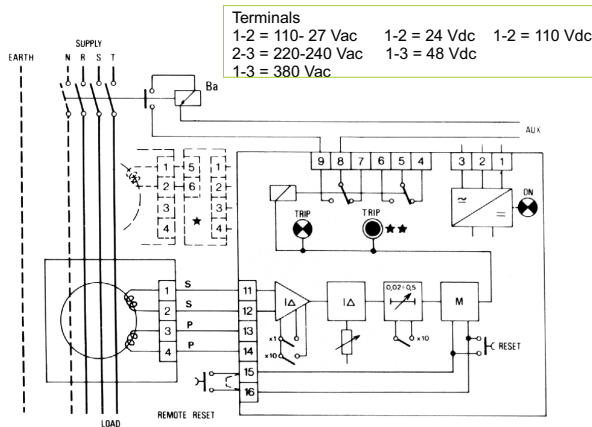 Terminals
1-2 = 110- 27 Vac 1-2 = 24 Vdc 1-2 = 110 Vdc
2-3 = 220-240 Vac 1-3 = 48 Vdc
1-3 = 380 Vac
SUPPLY
EARTH N R S T
Ba
AUX
9 8 7 6 5 4 3 2 1
1 5 1
2 6 2
3 3
4 4
★
TRIP TRIP ★★ ON
≃ =
0,02÷0,5
1 S 11 I△ I△ M
2 S 12
3 P 13
4 P 14
x1
x10 x10
RESET
15
16
REMOTE RESET
LOAD